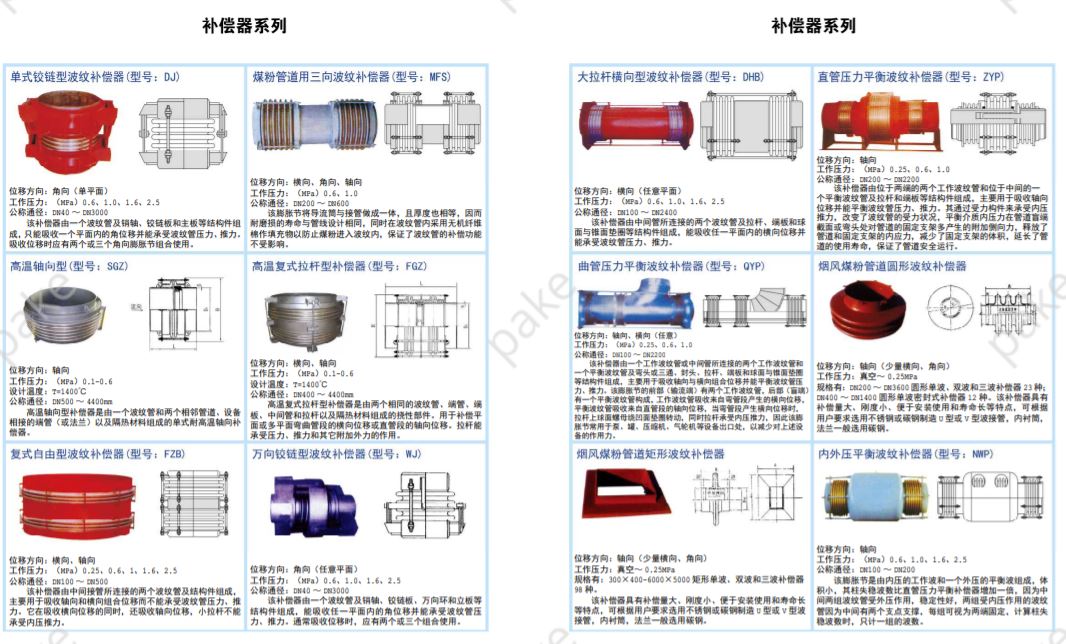 补偿器系列
单式铰链型波纹补偿器(型号: DJ)
位移方向: 角向 (单平面)
工作压力: (MPa) 0.6、1.0、1.6、2.5
公称通径: DN40 ～ DN3000
该补偿器由一个波纹管及销轴、铰链板和主板等结构件组
成,只能吸收一个平面内的角位移并能承受波纹管压力、推力。
吸收位移时应有两个或三个角向膨胀节组合使用。
煤粉管道用三向波纹补偿器(型号: MFS)
位移方向: 横向、角向、轴向
工作压力: (MPa) 0.6、1.0
公称通径: DN200 ～ DN600
该膨胀节将导流筒与接管做成一体，且厚度也相等，因而
耐磨损的寿命与管线设计相同,同时在波纹管内采用无机纤维
棉作填充物以防止煤粉进入波纹内，保证了波纹管的补偿功能
不受影响。
高温轴向型(型号: SGZ)
位移方向: 轴向
工作压力: (MPa) 0.1-0.6
设计温度: T=1400℃
公称通径: DN500 ～ 4400mm
高温轴向型补偿器是由一个波纹管和两个相邻管道、设备
相接的端管（或法兰）以及隔热材料组成的单式耐高温轴向补
偿器。
高温复式拉杆型补偿器(型号: FGZ)
位移方向: 横向、轴向
工作压力: (MPa) 0.1-0.6
设计温度: T=1400℃
公称通径: DN400 ～ 4400mm
高温复式拉杆型补偿器是由两个相同的波纹管、端管、端
板、中间管和拉杆以及隔热材料组成的挠性部件。用于补偿平
面或多平面弯曲管段的横向位移或直管段的轴向位移。拉杆能
承受压力、推力和其它附加外力的作用。
复式自由型波纹补偿器(型号: FZB)
位移方向: 横向、轴向
工作压力: (MPa) 0.25、0.6、1、1.6、2.5
公称通径: DN100 ～ DN500
该补偿器由中间接管所连接的两个波纹管及结构件组成，
主要用于吸收轴向和横向组合位移而不能承受波纹管压力、推
力。它在吸收横向位移的同时，还吸收轴向位移，小拉杆不能
承受内压推力。
万向铰链型波纹补偿器(型号: WJ)
位移方向: 角向 (任意平面)
工作压力: (MPa) 0.6、1.0、1.6、2.5
公称通径: DN40 ～ DN3000
该补偿器由一个波纹管及销轴、铰链板、万向环和立板等
结构件组成，能吸收任一平面内的角位移并能承受波纹管压
力、推力。通常吸收位移时，应有两个或三个组合使用。
补偿器系列
大拉杆横向型波纹补偿器(型号: DHB)
位移方向: 横向 (任意平面)
工作压力: (MPa) 0.6、1.0、1.6、2.5
公称通径: DN100 ～ DN2400
该补偿器由中间管所连接的两个波纹管及拉杆、端板和球
面与锥面垫圈等结构件组成，能吸收任一平面内的横向位移并
能承受波纹管压力、推力。
直管压力平衡波纹补偿器(型号: ZYP)
位移方向: 轴向
工作压力: (MPa) 0.25、0.6、1.0
公称通径: DN200 ～ DN2200
该补偿器由位于两端的两个工作波纹管和位于中间的一
个平衡波纹管及拉杆和端板等结构件组成，主要用于吸收轴向
位移并能平衡波纹管压力、推力。其通过受力构件来承受内压
推力，改变了波纹管的受力状况，平衡介质内压力在管道盲端
截面或弯头处对管道的固定支架多产生的附加侧向力，释放了
管道和固定支架的内应力，减少了固定支架的体积，延长了管
道的使用寿命，保证了管道安全运行。
曲管压力平衡波纹补偿器(型号: QYP)
位移方向: 轴向、横向 (任意)
工作压力: (MPa) 0.25、0.6、1.0
公称通径: DN100 ～ DN2200
该补偿器由一个工作波纹管或中间管所连接的两个工作波纹管和
一个平衡波纹管及弯头或三通、封头、拉杆、端板和球面与锥面垫圈
等结构件组成，主要用于吸收轴向与横向组合位移并能平衡波纹管压
力、推力。该膨胀节的前部（输流端）有两个工作波纹管，后部（盲端）
有一个平衡波纹管构成，工作波纹管吸收来自弯管段产生的横向位移，
平衡波纹管吸收来自直管段的轴向位移，当弯管段产生横向位移时，
拉杆上球面螺母绕凹面垫圈转动，同时拉杆承受内压推力，因此该膨
胀节常用于泵、罐、压缩机、气轮机等设备出口处，以减少对上述设
备的作用力。
烟风煤粉管道圆形波纹补偿器
位移方向: 轴向 (少量横向、角向)
工作压力: 真空～ 0.25MPa
规格有: DN200 ～ DN3600 圆形单波、双波和三波补偿器 23 种;
DN400 ～ DN1400 圆形单波密封式补偿器 12 种。该补偿器具有
补偿量大、刚度小、便于安装使用和寿命长等特点，可根据
用户要求选用不锈钢或碳钢制造 U 型或 V 型波接管，内衬筒，
法兰一般选用碳钢。
烟风煤粉管道矩形波纹补偿器
位移方向: 轴向 (少量横向、角向)
工作压力: 真空～ 0.25MPa
规格有: 300×400-6000×5000 矩形单波、双波和三波补偿器
98 种。
该补偿器具有补偿量大、刚度小、便于安装使用和寿命长
等特点，可根据用户要求选用不锈钢或碳钢制造 U 型或 V 型波
接管，内衬筒，法兰一般选用碳钢。
内外压平衡波纹补偿器(型号: NWP)
位移方向: 轴向
工作压力: (MPa) 0.6、1.0、1.6、2.5
公称通径: DN100 ～ DN200
该膨胀节是由内压的工作波和一个外压的平衡波组成，体
积小，其柱失稳波数比直管压力平衡补偿器增加一倍，因为中
间两组波纹管受外压作用，稳定性好，两组受内压作用的波纹
管因为中间有两个支点支撑，每组可视为两端固定，计算柱失
稳波数时，只计一组的波数。
pake
pake
pake